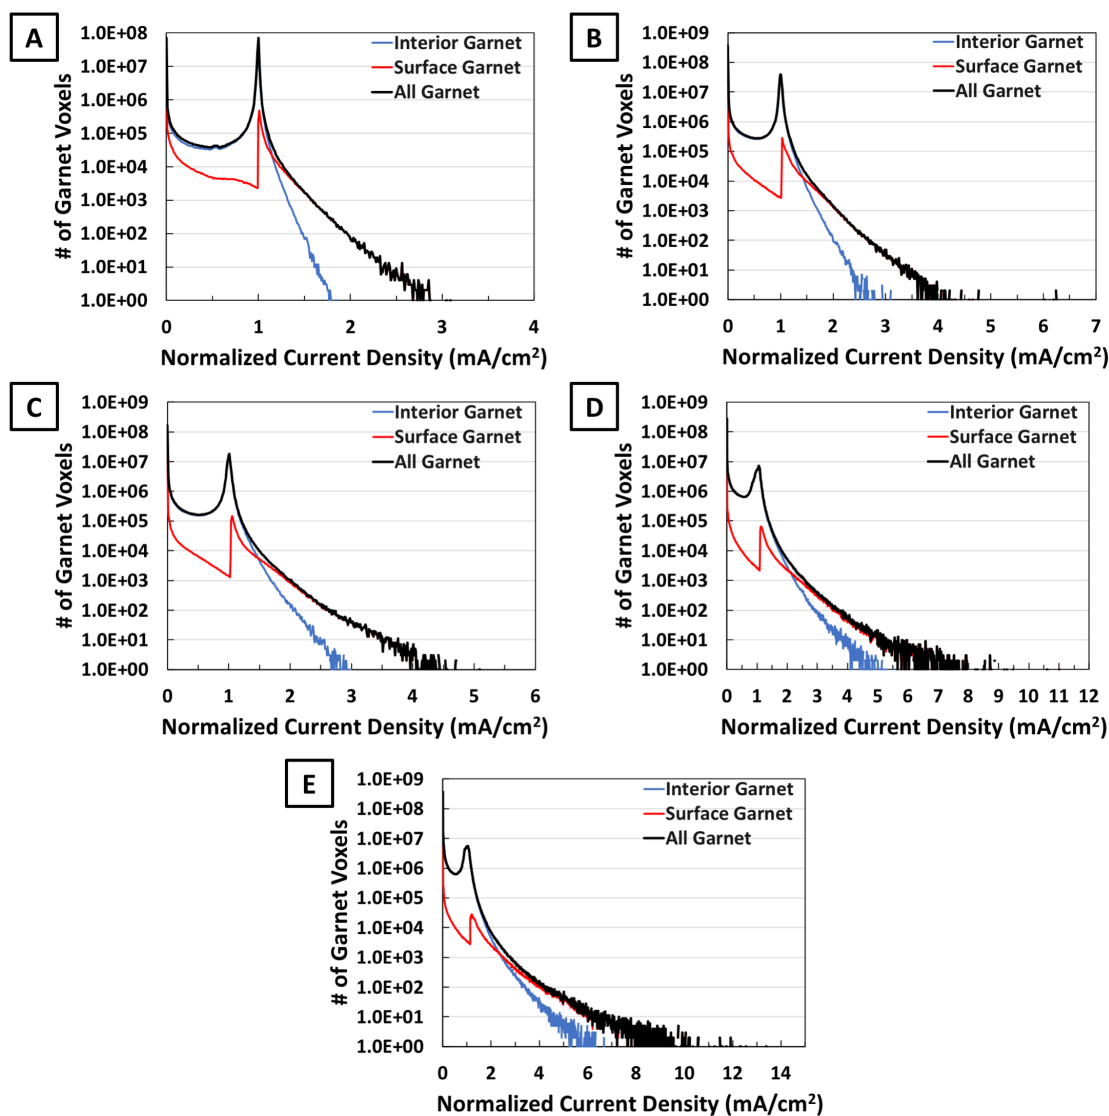 A
# of Garnet Voxels
1.0E+08
1.0E+07
1.0E+06
1.0E+05
1.0E+04
1.0E+03
1.0E+02
1.0E+01
1.0E+00
Interior Garnet
Surface Garnet
All Garnet
0 1 2 3 4
Normalized Current Density (mA/cm²)
B
# of Garnet Voxels
1.0E+09
1.0E+08
1.0E+07
1.0E+06
1.0E+05
1.0E+04
1.0E+03
1.0E+02
1.0E+01
1.0E+00
Interior Garnet
Surface Garnet
All Garnet
0 1 2 3 4 5 6 7
Normalized Current Density (mA/cm²)
C
# of Garnet Voxels
1.0E+09
1.0E+08
1.0E+07
1.0E+06
1.0E+05
1.0E+04
1.0E+03
1.0E+02
1.0E+01
1.0E+00
Interior Garnet
Surface Garnet
All Garnet
0 1 2 3 4 5 6
Normalized Current Density (mA/cm²)
D
# of Garnet Voxels
1.0E+09
1.0E+08
1.0E+07
1.0E+06
1.0E+05
1.0E+04
1.0E+03
1.0E+02
1.0E+01
1.0E+00
Interior Garnet
Surface Garnet
All Garnet
0 1 2 3 4 5 6 7 8 9 10 11 12
Normalized Current Density (mA/cm²)
E
# of Garnet Voxels
1.0E+09
1.0E+08
1.0E+07
1.0E+06
1.0E+05
1.0E+04
1.0E+03
1.0E+02
1.0E+01
1.0E+00
Interior Garnet
Surface Garnet
All Garnet
0 2 4 6 8 10 12 14
Normalized Current Density (mA/cm²)